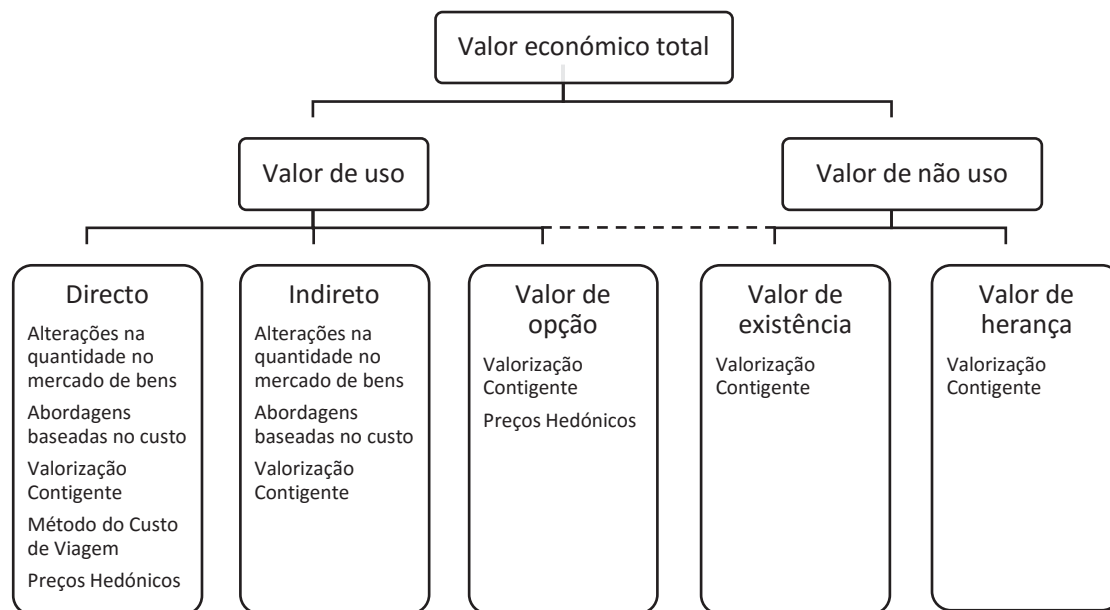 Valor económico total
Valor de uso
Valor de não uso
Directo
Alterações na
quantidade no
mercado de bens
Abordagens
baseadas no custo
Valorização
Contigente
Método do Custo
de Viagem
Preços Hedónicos
Indireto
Alterações na
quantidade no
mercado de bens
Abordagens
baseadas no custo
Valorização
Contigente
Valor de
opção
Valorização
Contigente
Preços Hedónicos
Valor de
existência
Valorização
Contigente
Valor de
herança
Valorização
Contigente